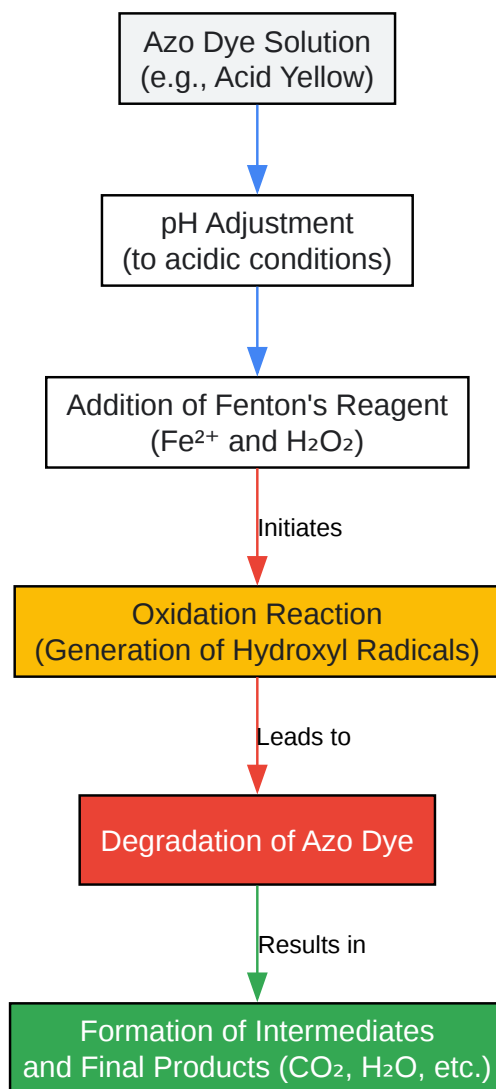 Azo Dye Solution
(e.g., Acid Yellow)
pH Adjustment
(to acidic conditions)
Addition of Fenton's Reagent
(Fe²⁺ and H₂O₂)
Initiates
Oxidation Reaction
(Generation of Hydroxyl Radicals)
Leads to
Degradation of Azo Dye
Results in
Formation of Intermediates
and Final Products (CO₂, H₂O, etc.)